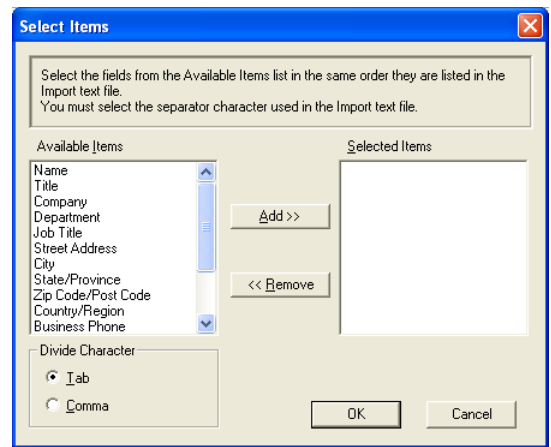 Select Items
Select the fields from the Available Items list in the same order they are listed in the
Import text file.
You must select the separator character used in the Import text file.
Available Items
Selected Items
Name
Title
Company
Department
Job Title
Street Address
City
State/Province
Zip Code/Post Code
Country/Region
Business Phone
Add >>
<< Remove
Divide Character
Tab
Comma
OK
Cancel